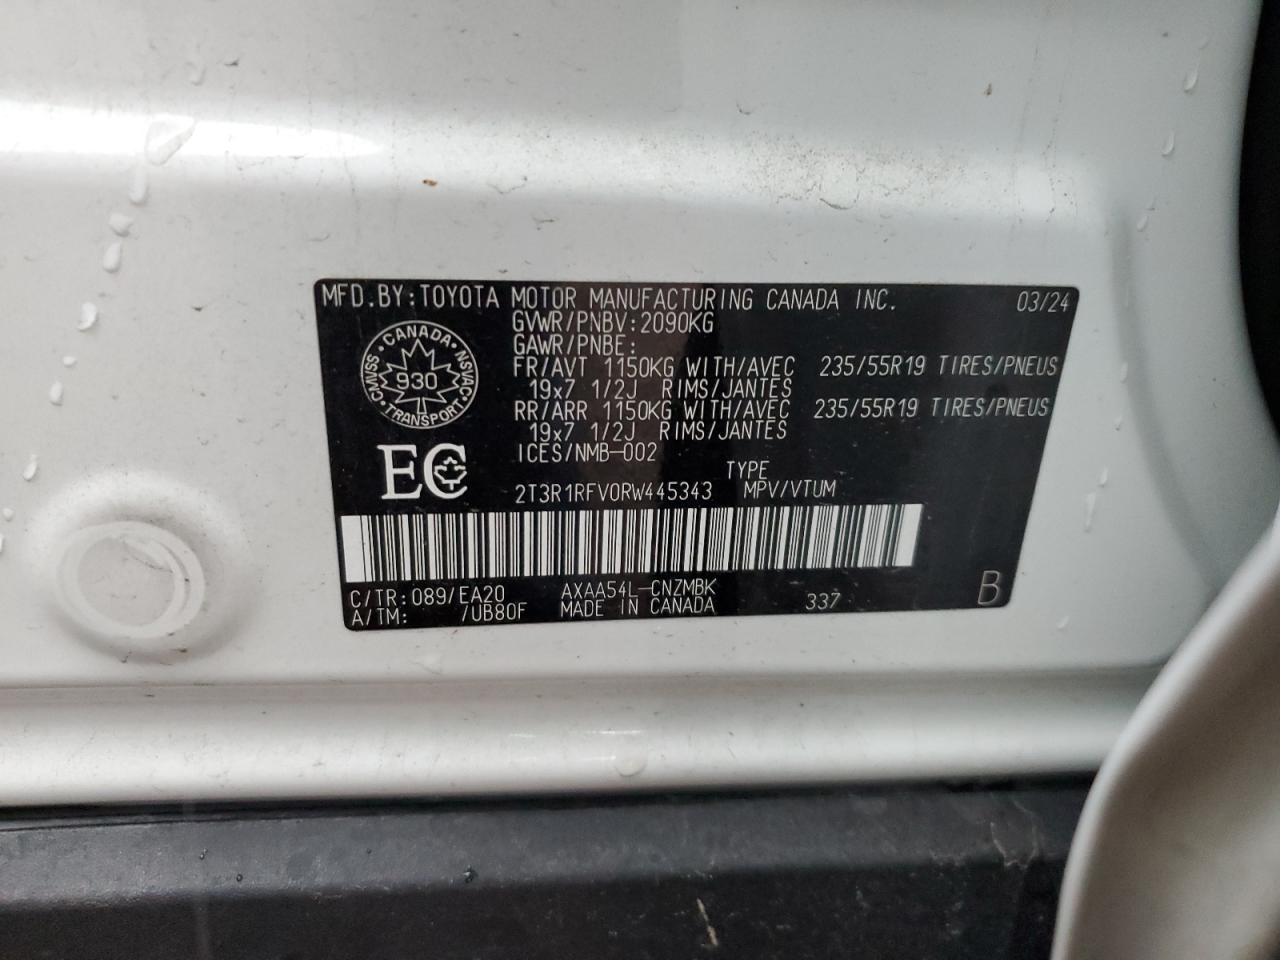 MFD.BY:TOYOTA MOTOR MANUFACTURING CANADA INC. 03/24
GVWR/PNBV:2090KG
GAWR/PNBE:
FR/AVT 1150KG WITH/AVEC 235/55R19 TIRES/PNEUS
19x7 1/2J RIMS/JANTES
RR/ARR 1150KG WITH/AVEC 235/55R19 TIRES/PNEUS
19x7 1/2J RIMS/JANTES
ICES/NMB-002
CANADA
CMVSS 930 NSVAC
TRANSPORT
EC
TYPE
2T3R1RFV0RW445343 MPV/VTUM
C/TR:089/EA20 AXAA54L-CNZMBK
A/TM: /UB80F MADE IN CANADA 337 B